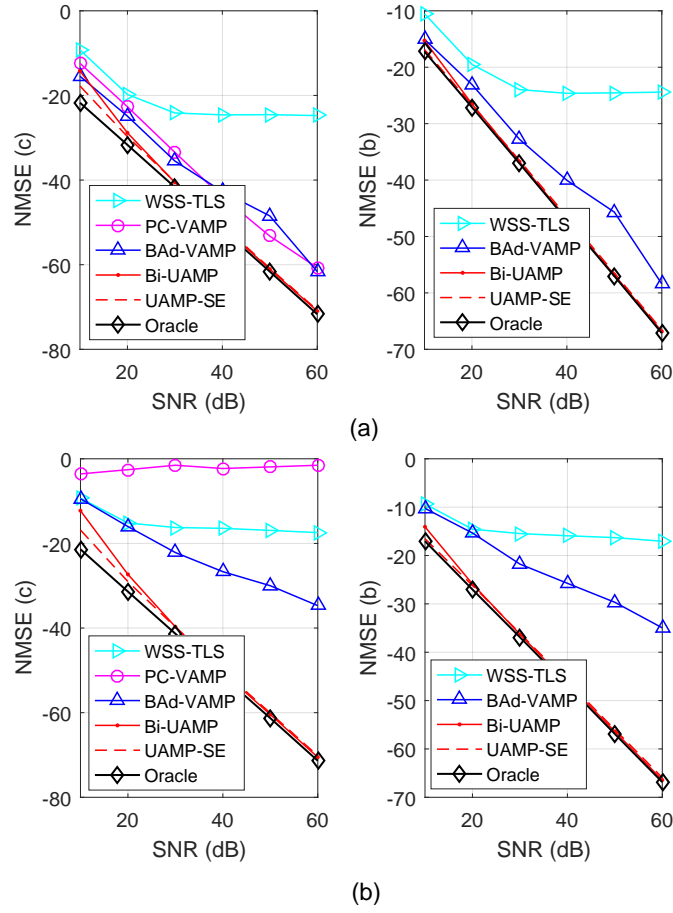 0
-20
-40
-60
-80
NMSE (c)
WSS-TLS
PC-VAMP
BAd-VAMP
Bi-UAMP
UAMP-SE
Oracle
20
40
60
SNR (dB)
-10
-20
-30
-40
-50
-60
-70
NMSE (b)
WSS-TLS
BAd-VAMP
Bi-UAMP
UAMP-SE
Oracle
20
40
60
SNR (dB)
(a)
0
-20
-40
-60
-80
NMSE (c)
WSS-TLS
PC-VAMP
BAd-VAMP
Bi-UAMP
UAMP-SE
Oracle
20
40
60
SNR (dB)
0
-10
-20
-30
-40
-50
-60
-70
NMSE (b)
WSS-TLS
BAd-VAMP
Bi-UAMP
UAMP-SE
Oracle
20
40
60
SNR (dB)
(b)